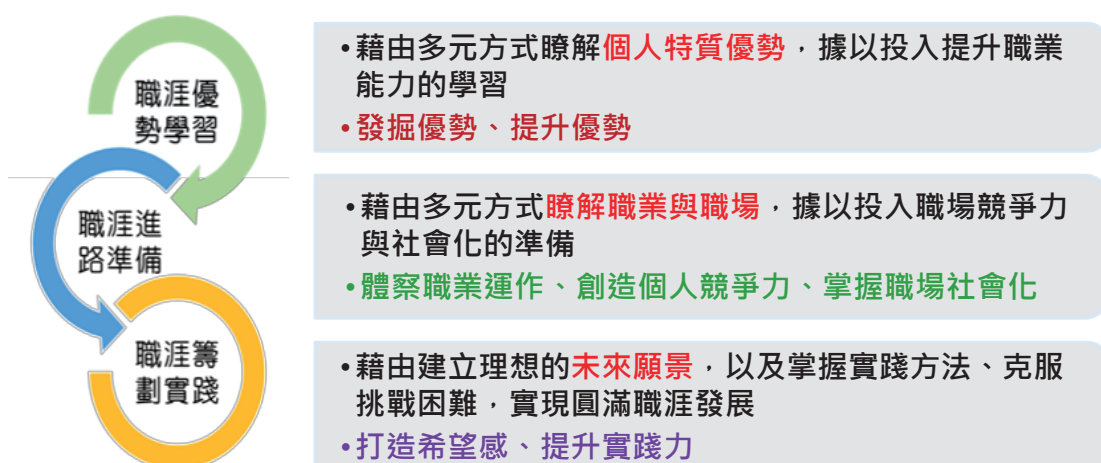 職涯優
勢學習
•藉由多元方式瞭解個人特質優勢，據以投入提升職業
能力的學習
•發掘優勢、提升優勢
職涯進
路準備
•藉由多元方式瞭解職業與職場，據以投入職場競爭力
與社會化的準備
•體察職業運作、創造個人競爭力、掌握職場社會化
職涯籌
劃實踐
•藉由建立理想的未來願景，以及掌握實踐方法、克服
挑戰困難，實現圓滿職涯發展
•打造希望感、提升實踐力